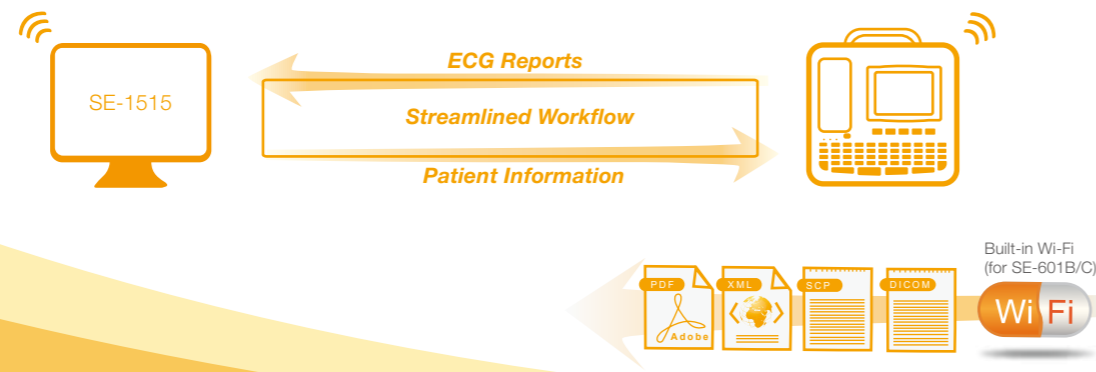 ECG Reports
SE-1515
Streamlined Workflow
Patient Information
Built-in Wi-Fi
(for SE-601B/C)
PDF
XML
SCP
DICOM
Adobe
Wi Fi